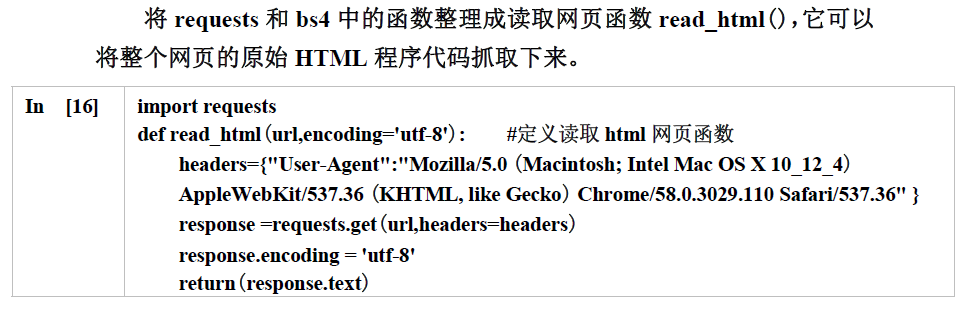 将 requests 和 bs4 中的函数整理成读取网页函数 read_html(),它可以
将整个网页的原始 HTML 程序代码抓取下来。
In [16]
import requests
def read_html(url,encoding='utf-8'): #定义读取 html 网页函数
headers={"User-Agent":"Mozilla/5.0 (Macintosh; Intel Mac OS X 10_12_4)
AppleWebKit/537.36 (KHTML, like Gecko) Chrome/58.0.3029.110 Safari/537.36" }
response =requests.get(url,headers=headers)
response.encoding = 'utf-8'
return(response.text)